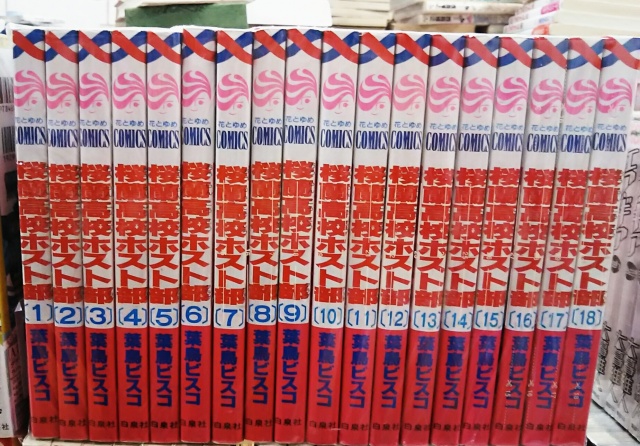 花とゆめ
COMICS
桜蘭高校ホスト部
(1)
葉鳥ビスコ
白泉社
花とゆめ
COMICS
桜蘭高校ホスト部
(2)
葉鳥ビスコ
白泉社
花とゆめ
COMICS
桜蘭高校ホスト部
(3)
葉鳥ビスコ
白泉社
花とゆめ
COMICS
桜蘭高校ホスト部
(4)
葉鳥ビスコ
白泉社
花とゆめ
COMICS
桜蘭高校ホスト部
(5)
葉鳥ビスコ
白泉社
花とゆめ
COMICS
桜蘭高校ホスト部
(6)
葉鳥ビスコ
白泉社
花とゆめ
COMICS
桜蘭高校ホスト部
(7)
葉鳥ビスコ
白泉社
花とゆめ
COMICS
桜蘭高校ホスト部
(8)
葉鳥ビスコ
白泉社
花とゆめ
COMICS
桜蘭高校ホスト部
(9)
葉鳥ビスコ
白泉社
花とゆめ
COMICS
桜蘭高校ホスト部
(10)
葉鳥ビスコ
白泉社
花とゆめ
COMICS
桜蘭高校ホスト部
(11)
葉鳥ビスコ
白泉社
花とゆめ
COMICS
桜蘭高校ホスト部
(12)
葉鳥ビスコ
白泉社
花とゆめ
COMICS
桜蘭高校ホスト部
(13)
葉鳥ビスコ
白泉社
花とゆめ
COMICS
桜蘭高校ホスト部
(14)
葉鳥ビスコ
白泉社
花とゆめ
COMICS
桜蘭高校ホスト部
(15)
葉鳥ビスコ
白泉社
花とゆめ
COMICS
桜蘭高校ホスト部
(16)
葉鳥ビスコ
白泉社
花とゆめ
COMICS
桜蘭高校ホスト部
(17)
葉鳥ビスコ
白泉社
花とゆめ
COMICS
桜蘭高校ホスト部
(18)
葉鳥ビスコ
白泉社